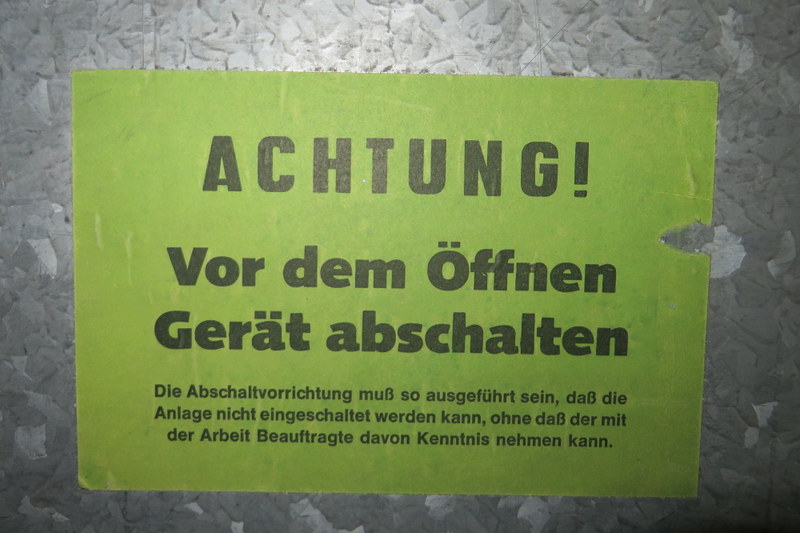 ACHTUNG!
Vor dem Öffnen
Gerät abschalten
Die Abschaltvorrichtung muß so ausgeführt sein, daß die
Anlage nicht eingeschaltet werden kann, ohne daß der mit
der Arbeit Beauftragte davon Kenntnis nehmen kann.